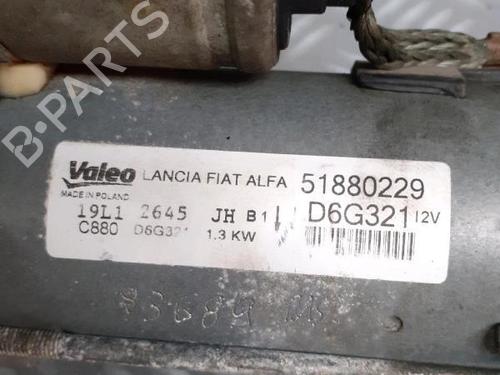 Valeo LANCIA FIAT ALFA 51880229
MADE IN POLAND
19L1 2645 JH B1 D6G321 12V
C880 D6G321 1.3 KW
B-PARTS